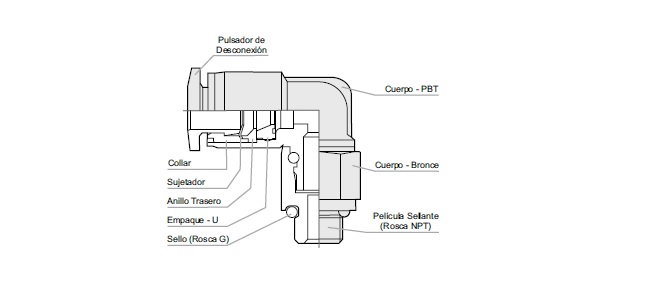 Pulsador de
Desconexión
Cuerpo - PBT
Collar
Cuerpo - Bronce
Sujetador
Anillo Trasero
Empaque - U
Película Sellante
(Rosca NPT)
Sello (Rosca G)